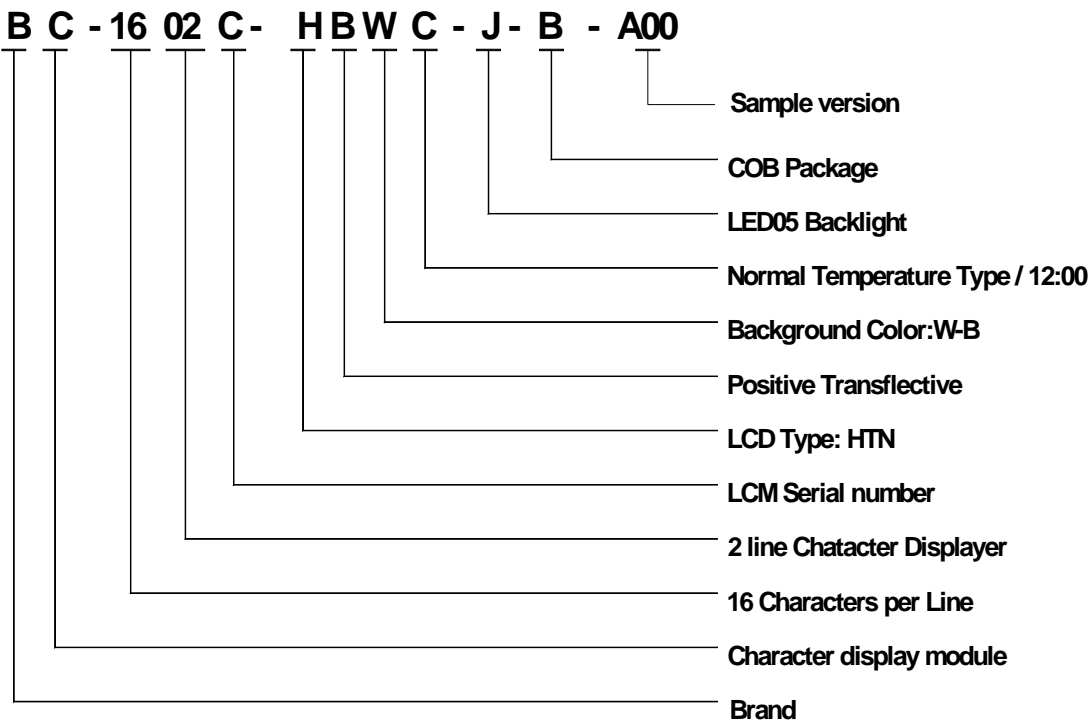 B C - 16 02 C - H B W C - J - B - A00
Sample version
COB Package
LED05 Backlight
Normal Temperature Type / 12:00
Background Color:W-B
Positive Transflective
LCD Type: HTN
LCM Serial number
2 line Chatacter Displayer
16 Characters per Line
Character display module
Brand